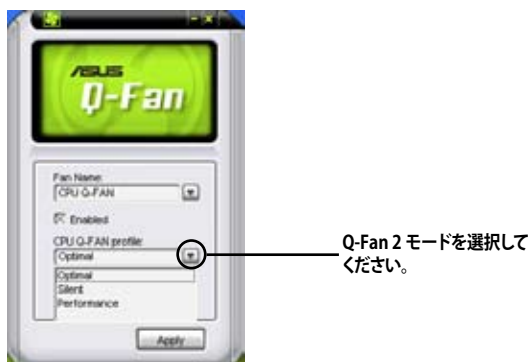 ASUS
Q-Fan
Fan Name:
CPU Q-FAN
Enabled
CPU Q-FAN profile:
Optimal
Optimal
Silent
Performance
Apply
Q-Fan 2 モードを選択して
ください。